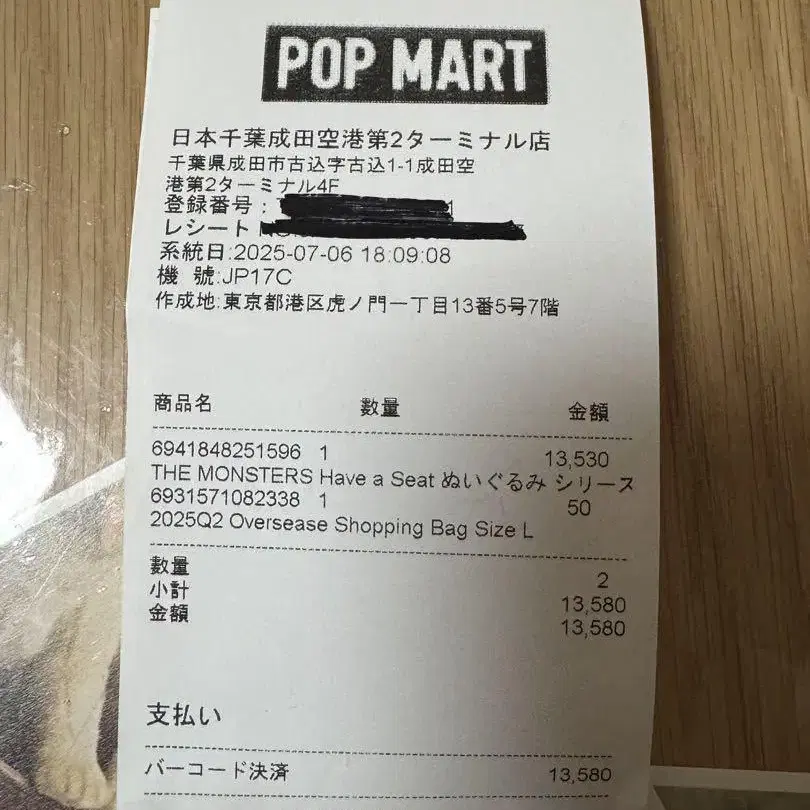 POP MART
日本千葉成田空港第2ターミナル店
千葉県成田市古込字古込1-1成田空
港第2ターミナル4F
登録番号:
レシート
系統日:2025-07-06 18:09:08
機 號:JP17C
作成地:東京都港区虎ノ門一丁目13番5号7階
商品名 數量 金額
6941848251596 1 13,530
THE MONSTERS Have a Seat ぬいぐるみ シリーズ
6931571082338 1 50
2025Q2 Oversease Shopping Bag Size L
數量 2
小計 13,580
金額 13,580
支払い
バーコード決済 13,580